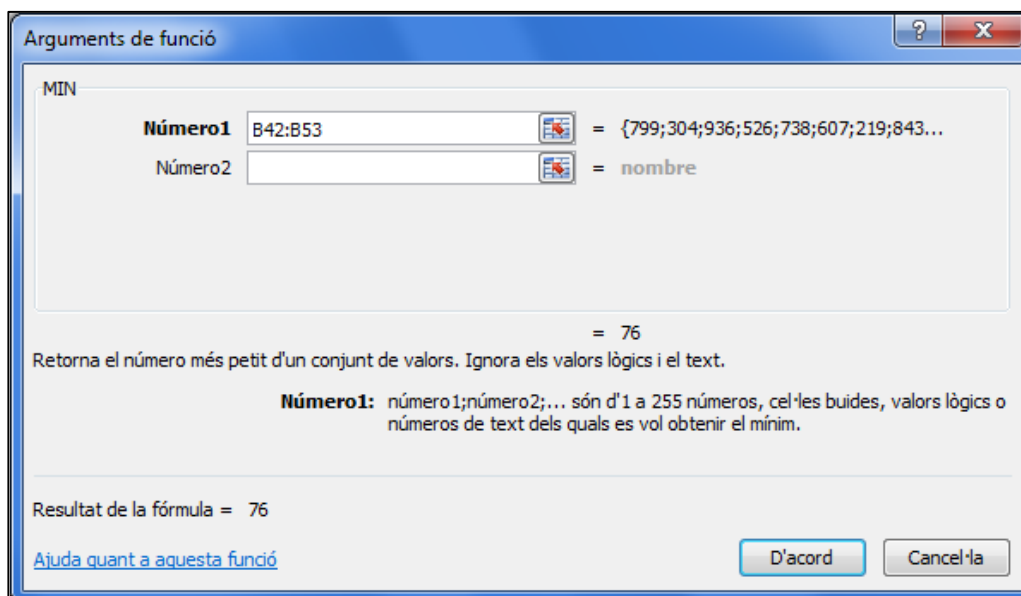 Arguments de funció
MIN
Número1 B42:B53 = {799;304;936;526;738;607;219;843...
Número2 = nombre
= 76
Retorna el número més petit d'un conjunt de valors. Ignora els valors lògics i el text.
Número1: número1;número2;... són d'1 a 255 números, cel·les buides, valors lògics o
números de text dels quals es vol obtenir el mínim.
Resultat de la fórmula = 76
Ajuda quant a aquesta funció
D'acord Cancel·la